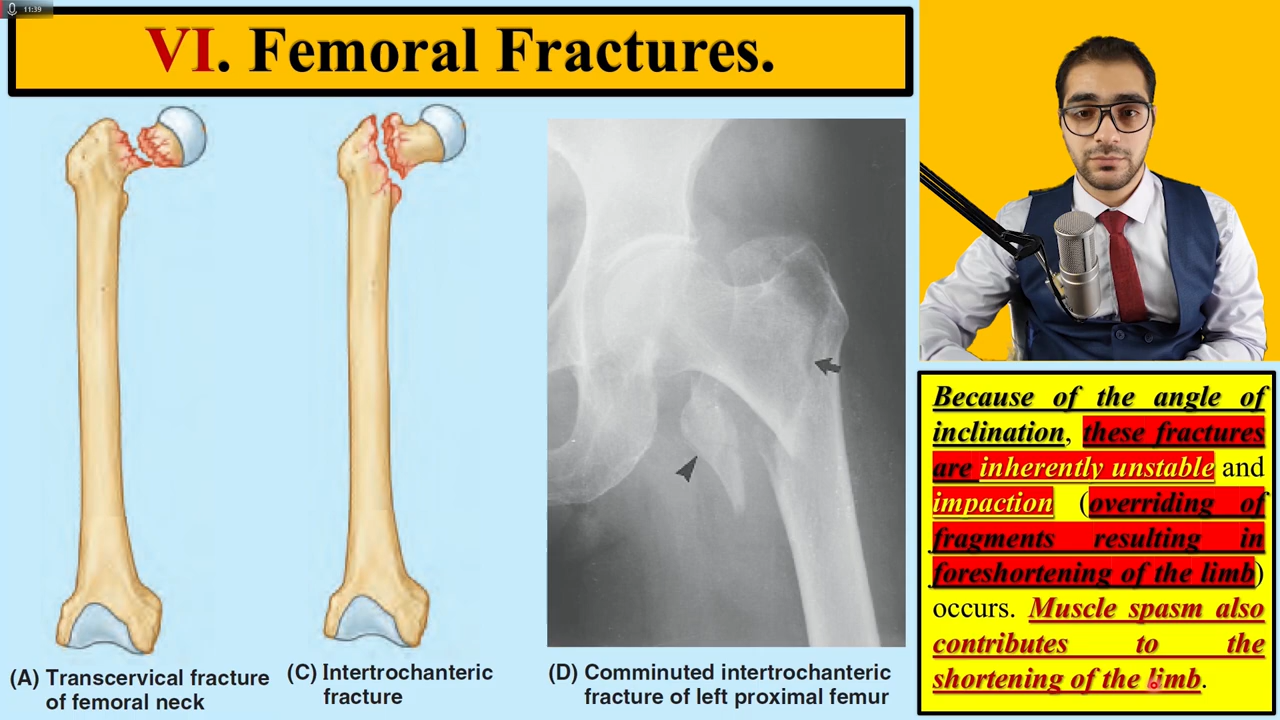 11:39
VI. Femoral Fractures.
(A) Transcervical fracture
of femoral neck
(C) Intertrochanteric
fracture
(D) Comminuted intertrochanteric
fracture of left proximal femur
Because of the angle of
inclination, these fractures
are inherently unstable and
impaction (overriding of
fragments resulting in
foreshortening of the limb)
occurs. Muscle spasm also
contributes to the
shortening of the limb.